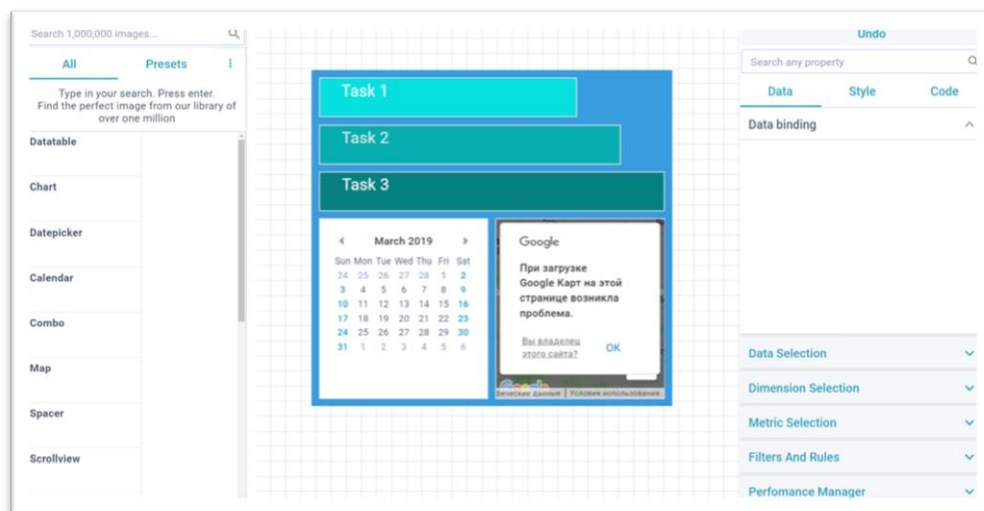 Search 1,000,000 images...
All Presets
Type in your search. Press enter.
Find the perfect image from our library of
over one million
Datatable
Chart
Datepicker
Calendar
Combo
Map
Spacer
Scrollview
Task 1
Task 2
Task 3
March 2019
Sun Mon Tue Wed Thu Fri Sat
24 25 26 27 28 1 2
3 4 5 6 7 8 9
10 11 12 13 14 15 16
17 18 19 20 21 22 23
24 25 26 27 28 29 30
31 1 2 3 4 5 6
Google
При загрузке
Google Карт на этой
странице возникла
проблема.
Вы владелец
этого сайта?
OK
Google
данные Условия использования
Undo
Search any property
Data Style Code
Data binding
Data Selection
Dimension Selection
Metric Selection
Filters And Rules
Perfomance Manager